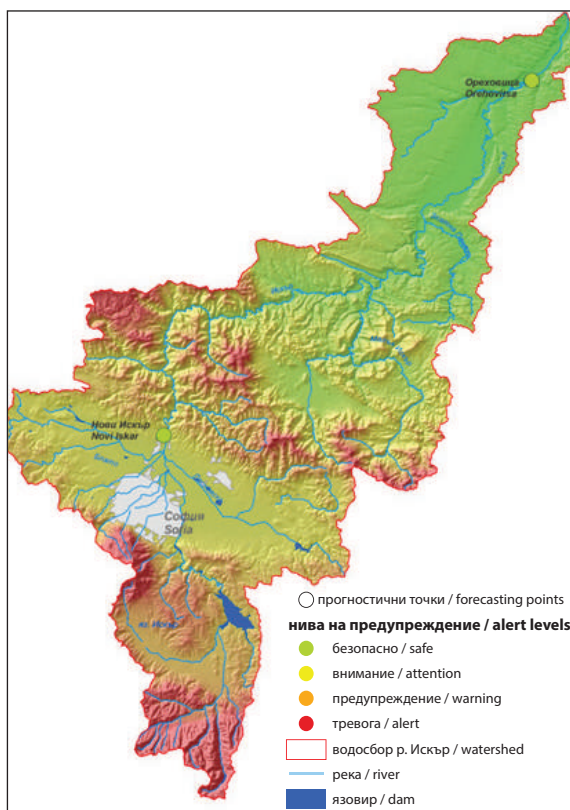 Ореховица
Orehovitsa
Искър
Нови Искър
Novi Iskar
София
Sofia
прогностични точки / forecasting points
нива на предупреждение / alert levels
безопасно / safe
внимание / attention
предупреждение / warning
тревога / alert
водосбор р. Искър / watershed
река / river
язовир / dam